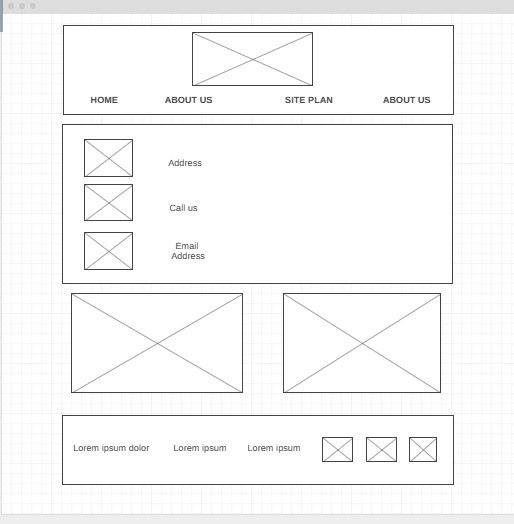 HOME ABOUT US SITE PLAN ABOUT US
Address
Call us
Email
Address
Lorem ipsum dolor Lorem ipsum Lorem ipsum